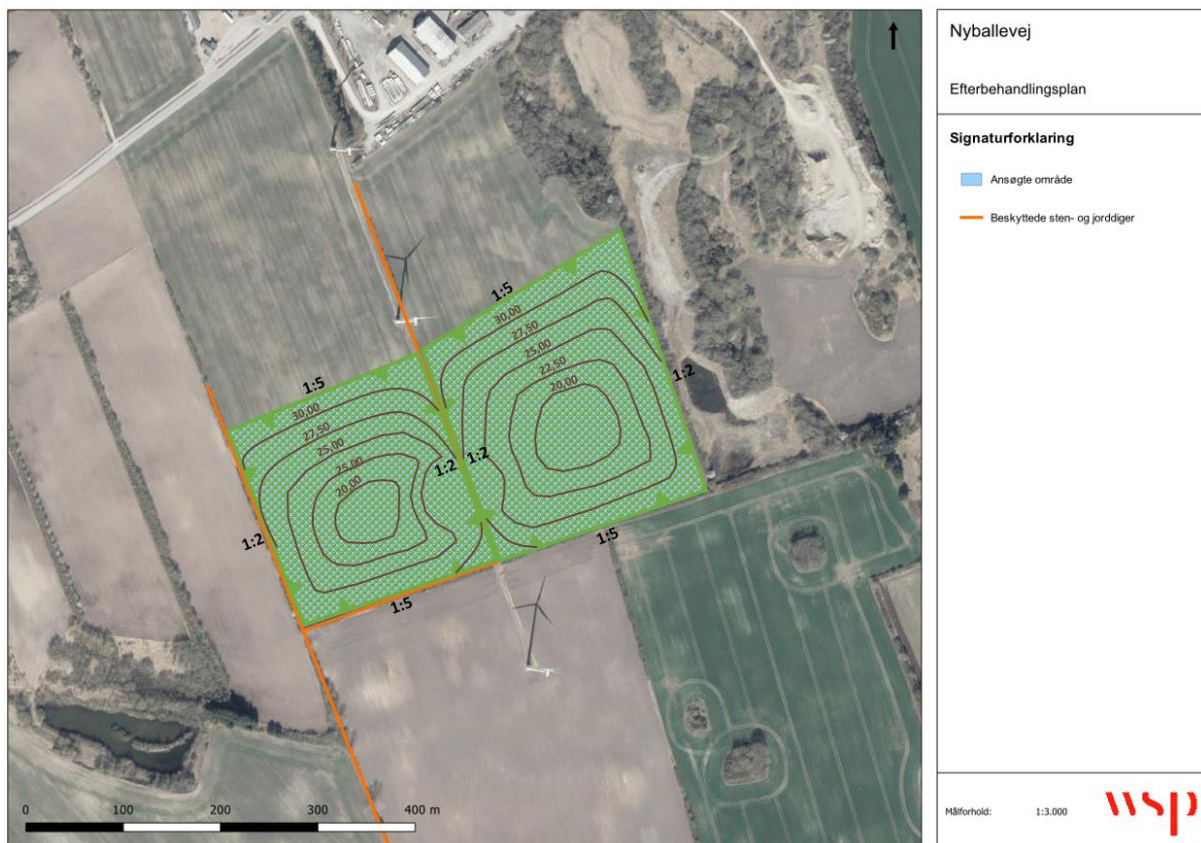 Nyballevej
Efterbehandlingsplan
Signaturforklaring
Ansøgte område
Beskyttede sten- og jorddiger
1:5
30,00
27,50
25,00
22,50
20,00
1:2
1:5
30,00
27,50
25,00
25,00
20,00
1:2
1:2
1:2
1:5
1:5
0 100 200 300 400 m
Målforhold: 1:3.000
wsp